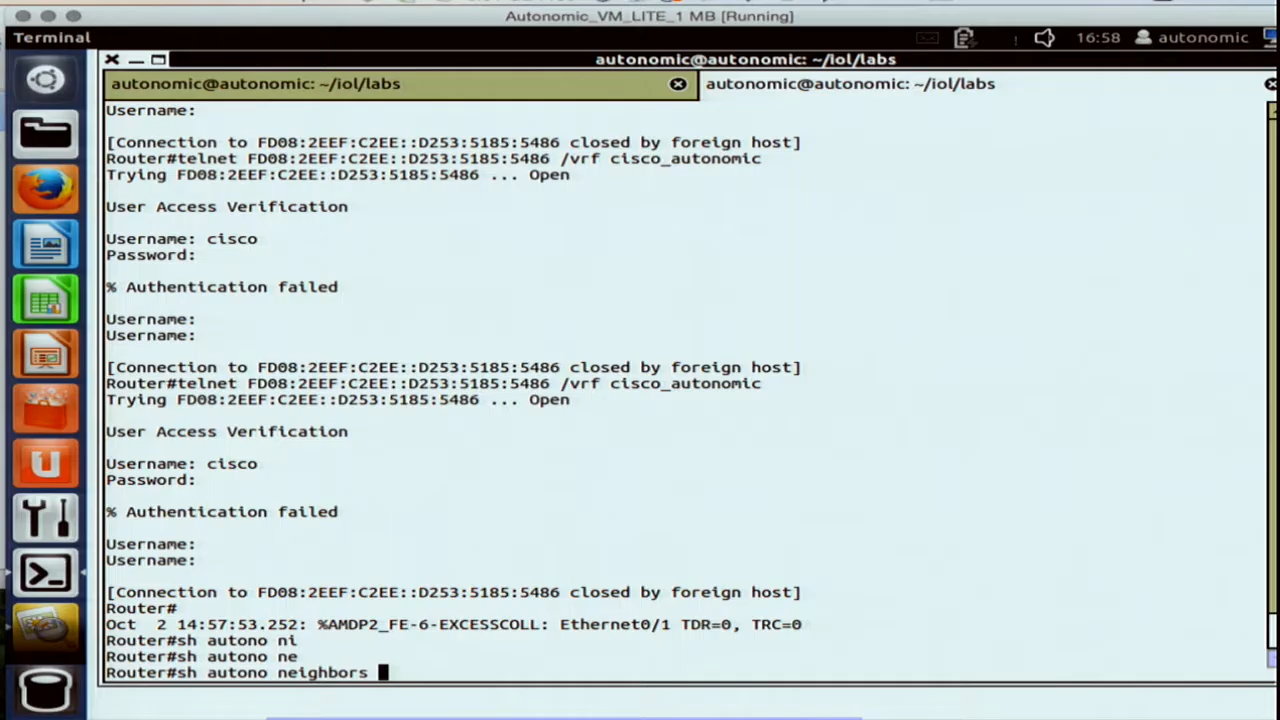 Autonomic_VM_LITE_1 MB [Running]
Terminal
16:58
autonomic
autonomic@autonomic: ~/iol/labs
autonomic@autonomic: ~/iol/labs
autonomic@autonomic: ~/iol/labs
Username:
[Connection to FD08:2EEF:C2EE::D253:5185:5486 closed by foreign host]
Router#telnet FD08:2EEF:C2EE::D253:5185:5486 /vrf cisco_autonomic
Trying FD08:2EEF:C2EE::D253:5185:5486 ... Open
User Access Verification
Username: cisco
Password:
% Authentication failed
Username:
Username:
[Connection to FD08:2EEF:C2EE::D253:5185:5486 closed by foreign host]
Router#telnet FD08:2EEF:C2EE::D253:5185:5486 /vrf cisco_autonomic
Trying FD08:2EEF:C2EE::D253:5185:5486 ... Open
User Access Verification
Username: cisco
Password:
% Authentication failed
Username:
Username:
[Connection to FD08:2EEF:C2EE::D253:5185:5486 closed by foreign host]
Router#
Oct  2 14:57:53.252: %AMDP2_FE-6-EXCESSCOLL: Ethernet0/1 TDR=0, TRC=0
Router#sh autono ni
Router#sh autono ne
Router#sh autono neighbors